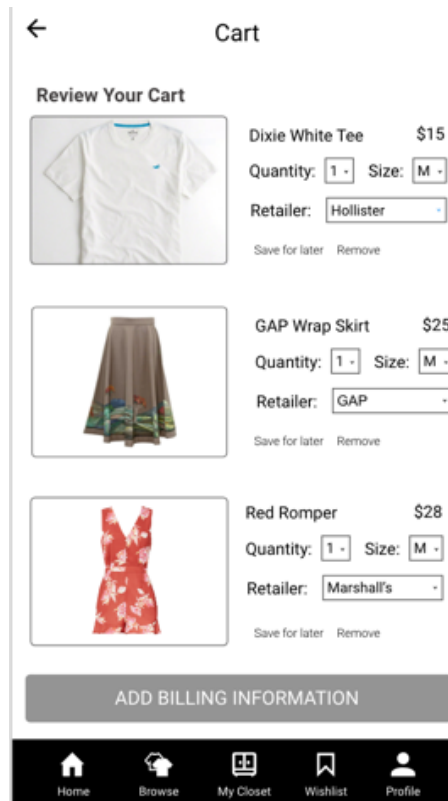 Cart
Review Your Cart
Dixie White Tee $15
Quantity: 1 Size: M
Retailer: Hollister
Save for later Remove
GAP Wrap Skirt $25
Quantity: 1 Size: M
Retailer: GAP
Save for later Remove
Red Romper $28
Quantity: 1 Size: M
Retailer: Marshall's
Save for later Remove
ADD BILLING INFORMATION
Home Browse My Closet Wishlist Profile